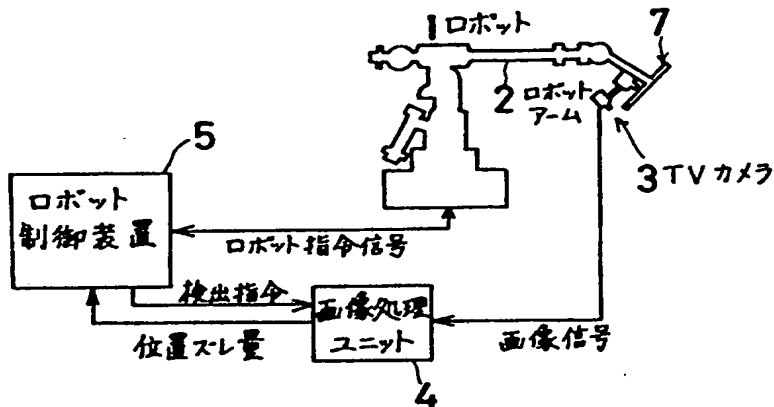 1 ロボット
7
2 ロボット
アーム
3 TVカメラ
5
ロボット
制御装置
ロボット指令信号
検出指令
画像処理
ユニット
位置ズレ量
画像信号
4